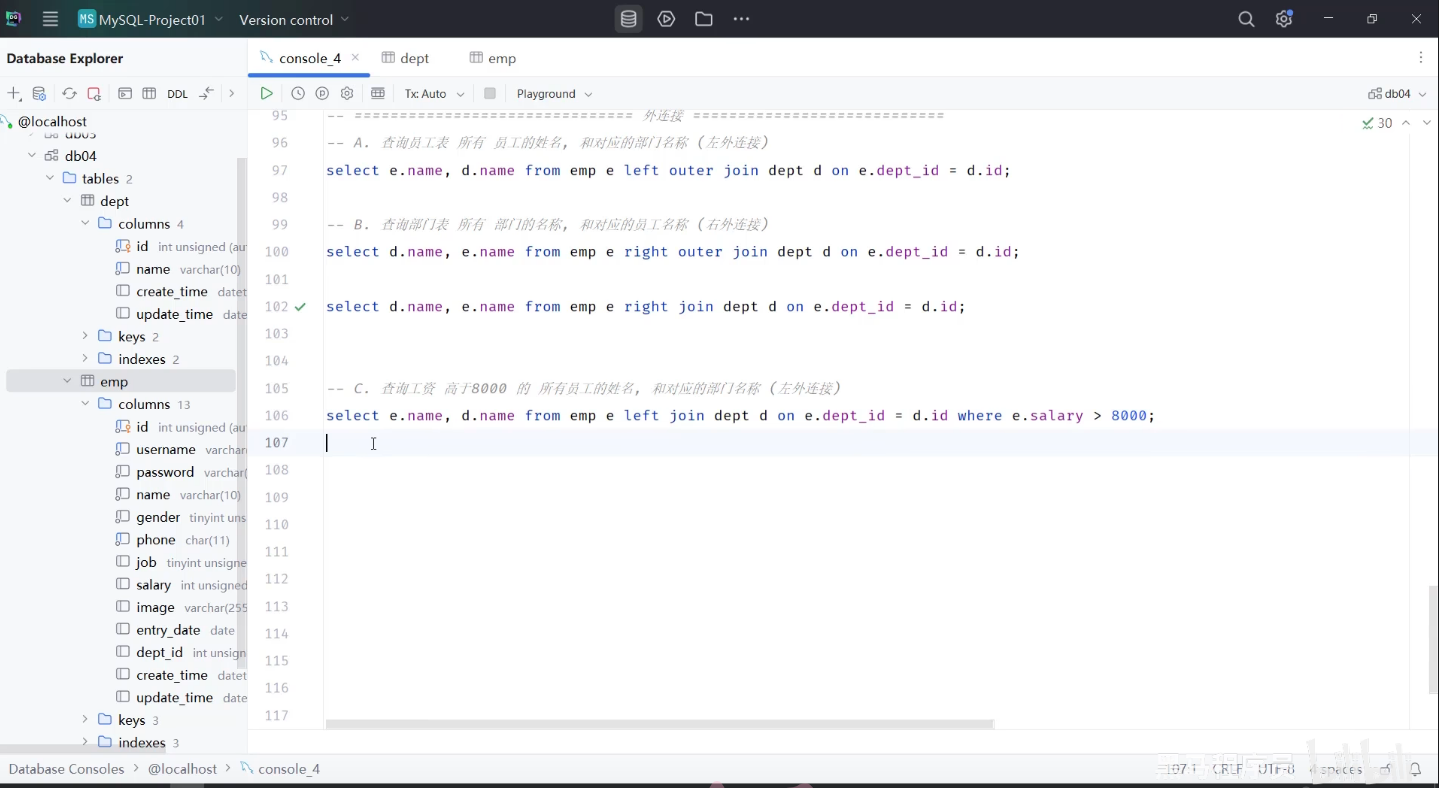 MS MySQL-Project01 Version control
Database Explorer
console_4 dept emp
DDL Tx: Auto Playground db04
@localhost
db04
tables 2
dept
columns 4
id int unsigned (au
name varchar(10)
create_time datet
update_time date
keys 2
indexes 2
emp
columns 13
id int unsigned (au
username varchar
password varchar(
name varchar(10)
gender tinyint uns
phone char(11)
job tinyint unsigne
salary int unsigned
image varchar(255
entry_date date
dept_id int unsign
create_time datet
update_time date
keys 3
indexes 3
30
95 -- ============================== 外连接 ============================
96 -- A. 查询员工表 所有 员工的姓名, 和对应的部门名称 (左外连接)
97 select e.name, d.name from emp e left outer join dept d on e.dept_id = d.id;
98
99 -- B. 查询部门表 所有 部门的名称, 和对应的员工名称 (右外连接)
100 select d.name, e.name from emp e right outer join dept d on e.dept_id = d.id;
101
102 select d.name, e.name from emp e right join dept d on e.dept_id = d.id;
103
104
105 -- C. 查询工资 高于8000 的 所有员工的姓名, 和对应的部门名称 (左外连接)
106 select e.name, d.name from emp e left join dept d on e.dept_id = d.id where e.salary > 8000;
107
108
109
110
111
112
113
114
115
116
117
Database Consoles > @localhost > console_4
107:1 CRLF UTF-8 4 spaces